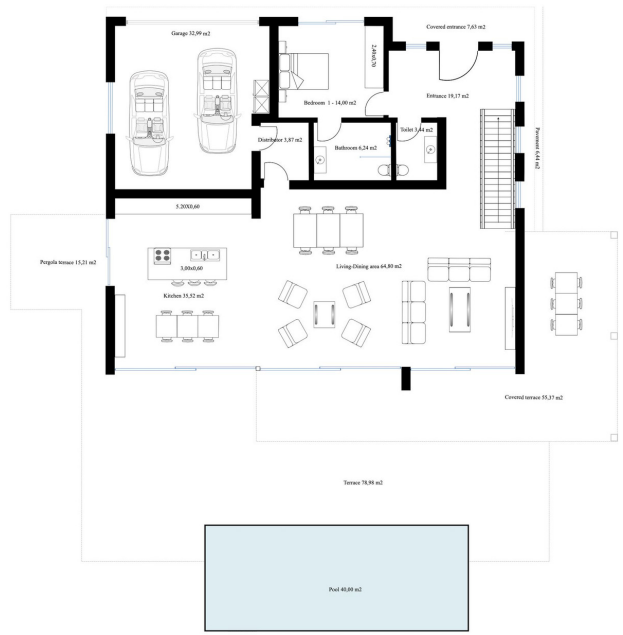 Covered entrance 7,63 m2
Garage 32,99 m2
2,40x0,70
Entrance 19,17 m2
Bedroom 1 - 14,00 m2
Toilet 3,44 m2
Distributor 3,87 m2
Bathroom 6,24 m2
Pavement 6,84 m2
5.20X0,60
Pergola terrace 15,21 m2
3,00x0,60
Living-Dining area 64,80 m2
Kitchen 35,52 m2
Covered terrace 55,37 m2
Terrace 78,98 m2
Pool 40,00 m2